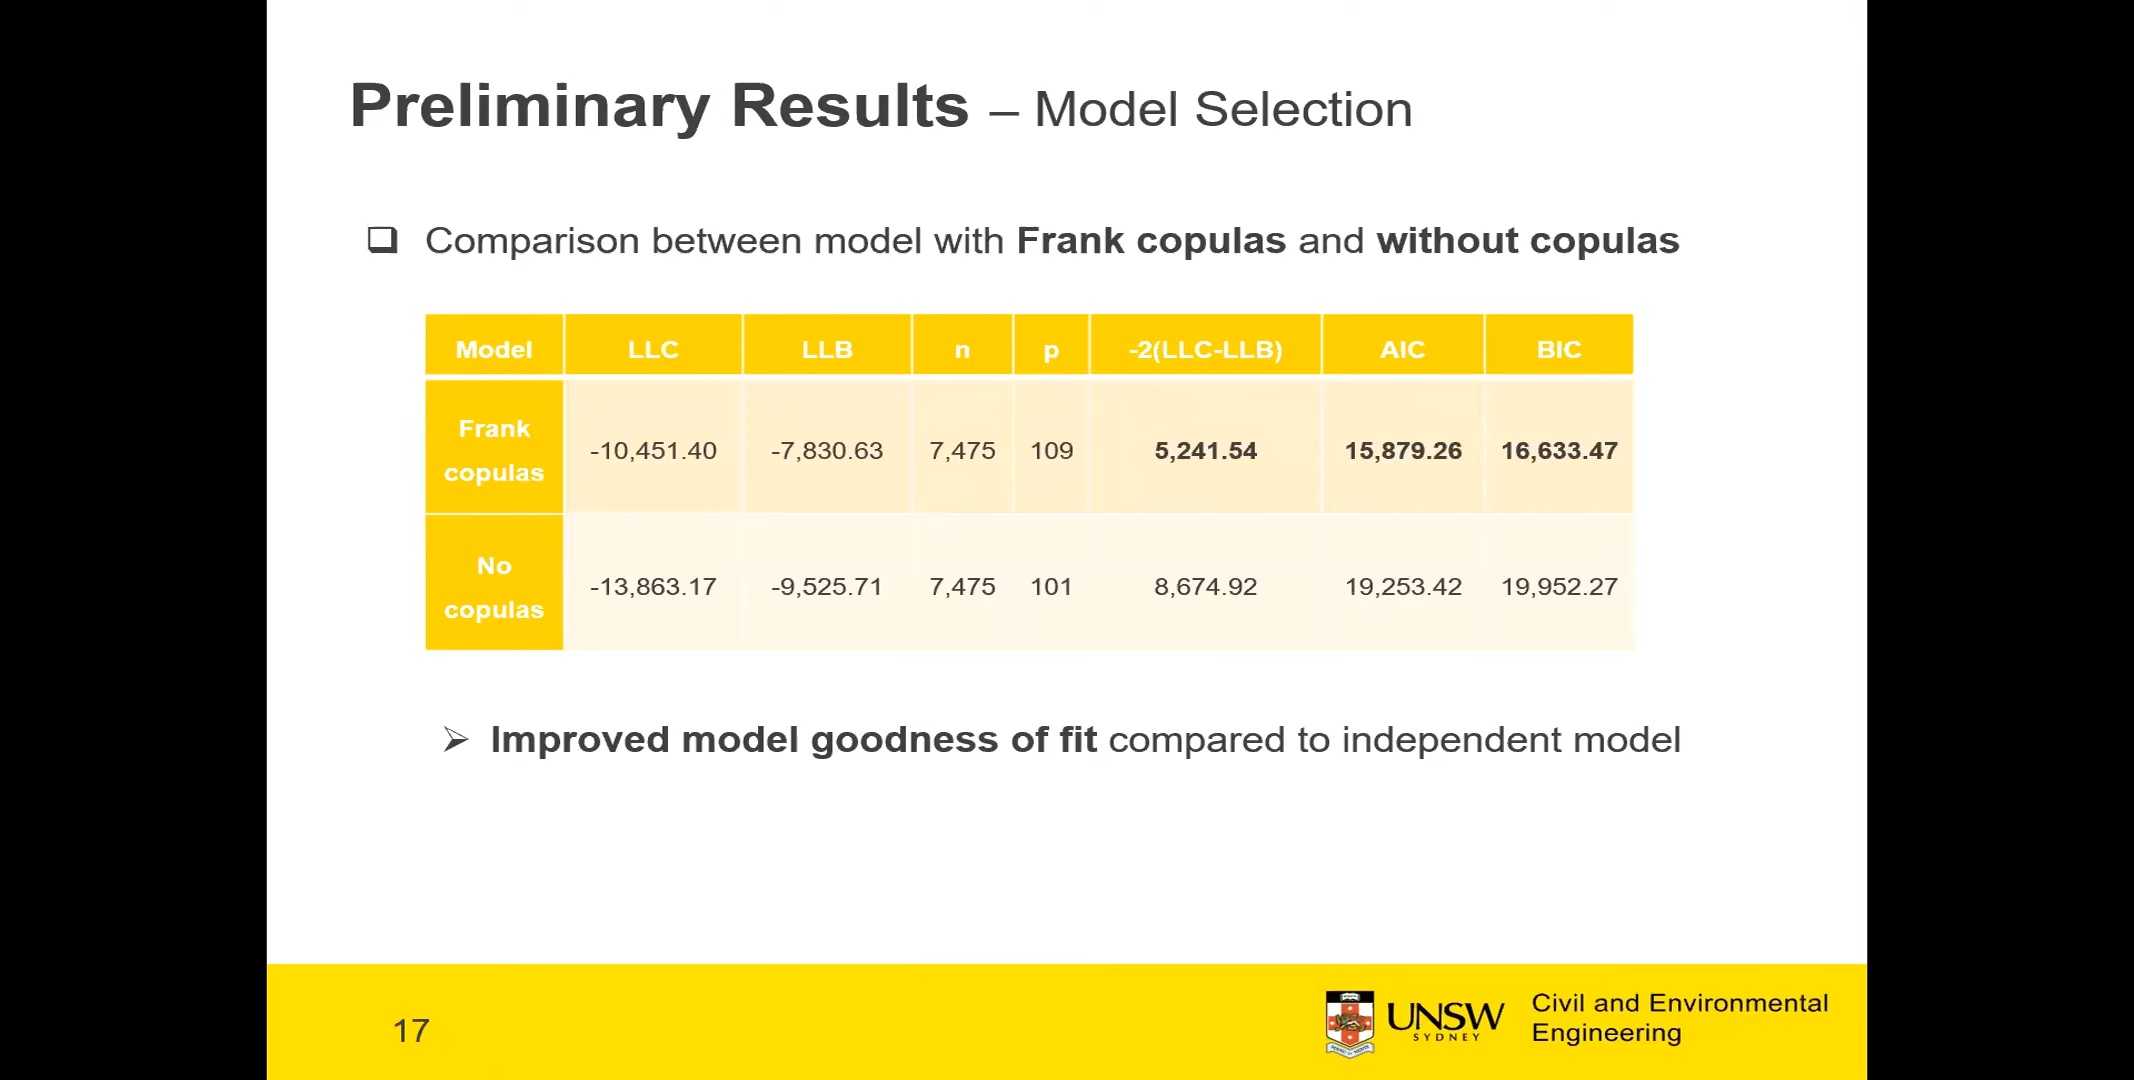 Preliminary Results – Model Selection
Comparison between model with Frank copulas and without copulas
Model LLC LLB n p -2(LLC-LLB) AIC BIC
Frank copulas -10,451.40 -7,830.63 7,475 109 5,241.54 15,879.26 16,633.47
No copulas -13,863.17 -9,525.71 7,475 101 8,674.92 19,253.42 19,952.27
Improved model goodness of fit compared to independent model
17
UNSW
SYDNEY
Civil and Environmental
Engineering